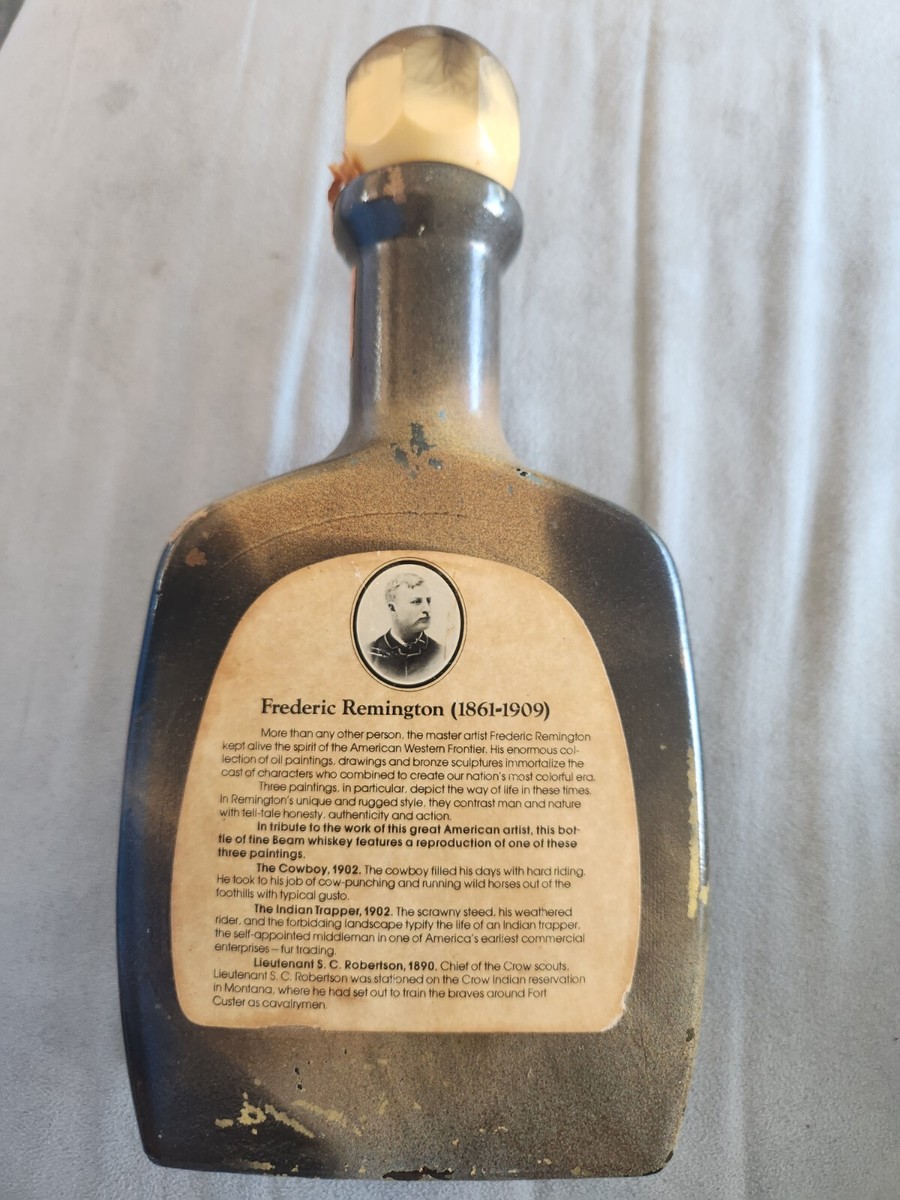 Frederic Remington (1861-1909)
More than any other person, the master artist Frederic Remington
kept alive the spirit of the American Western Frontier. His enormous col-
lection of oil paintings, drawings and bronze sculptures immortalize the
cast of characters who combined to create our nation's most colorful era.
Three paintings, in particular, depict the way of life in these times.
In Remington's unique and rugged style, they contrast man and nature
with tell-tale honesty, authenticity and action.
In tribute to the work of this great American artist, this bot-
tle of fine Beam whiskey features a reproduction of one of these
three paintings.
The Cowboy, 1902. The cowboy filled his days with hard riding.
He took to his job of cow-punching and running wild horses out of the
foothills with typical gusto.
The Indian Trapper, 1902. The scrawny steed, his weathered
rider, and the forbidding landscape typify the life of an Indian trapper,
the self-appointed middleman in one of America's earliest commercial
enterprises—fur trading.
Lieutenant S. C. Robertson, 1890. Chief of the Crow scouts,
Lieutenant S. C. Robertson was stationed on the Crow Indian reservation
in Montana, where he had set out to train the braves around Fort
Custer as cavalrymen.